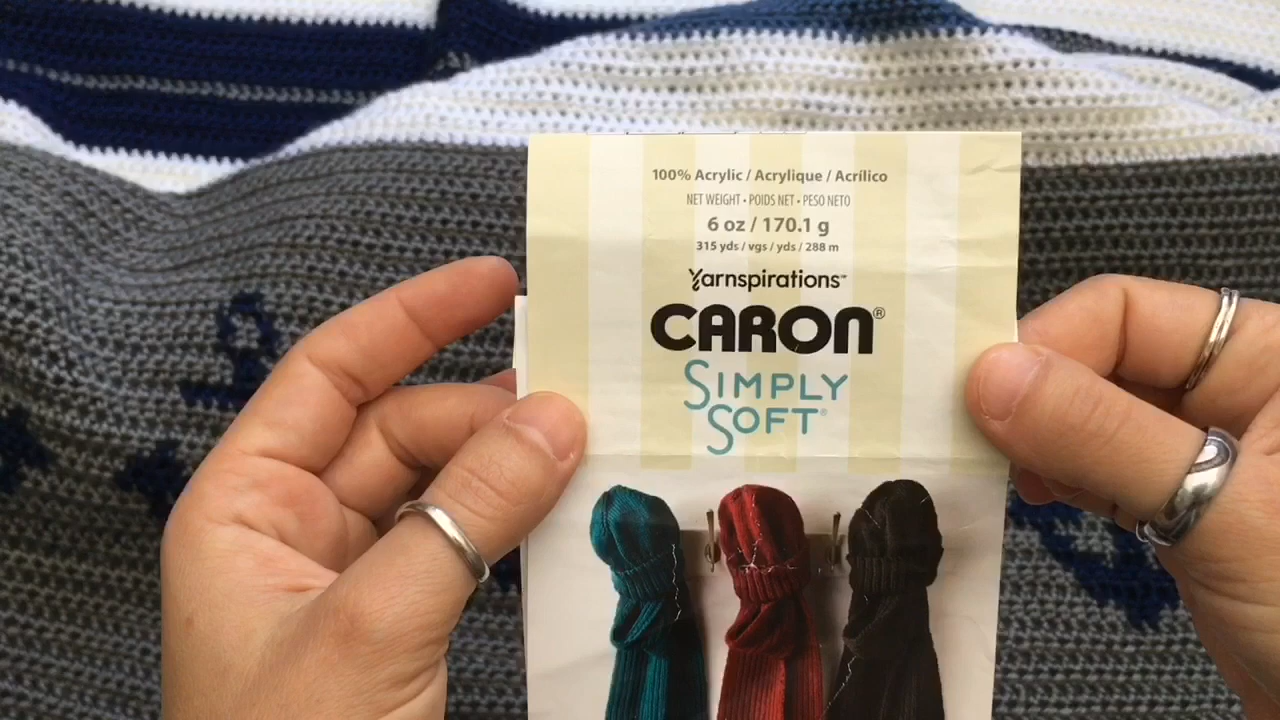 100% Acrylic / Acrylique / Acrílico
NET WEIGHT • POIDS NET • PESO NETO
6 oz / 170.1 g
315 yds / vgs / yds / 288 m
Yarnspirations™
CARON®
SIMPLY
SOFT®